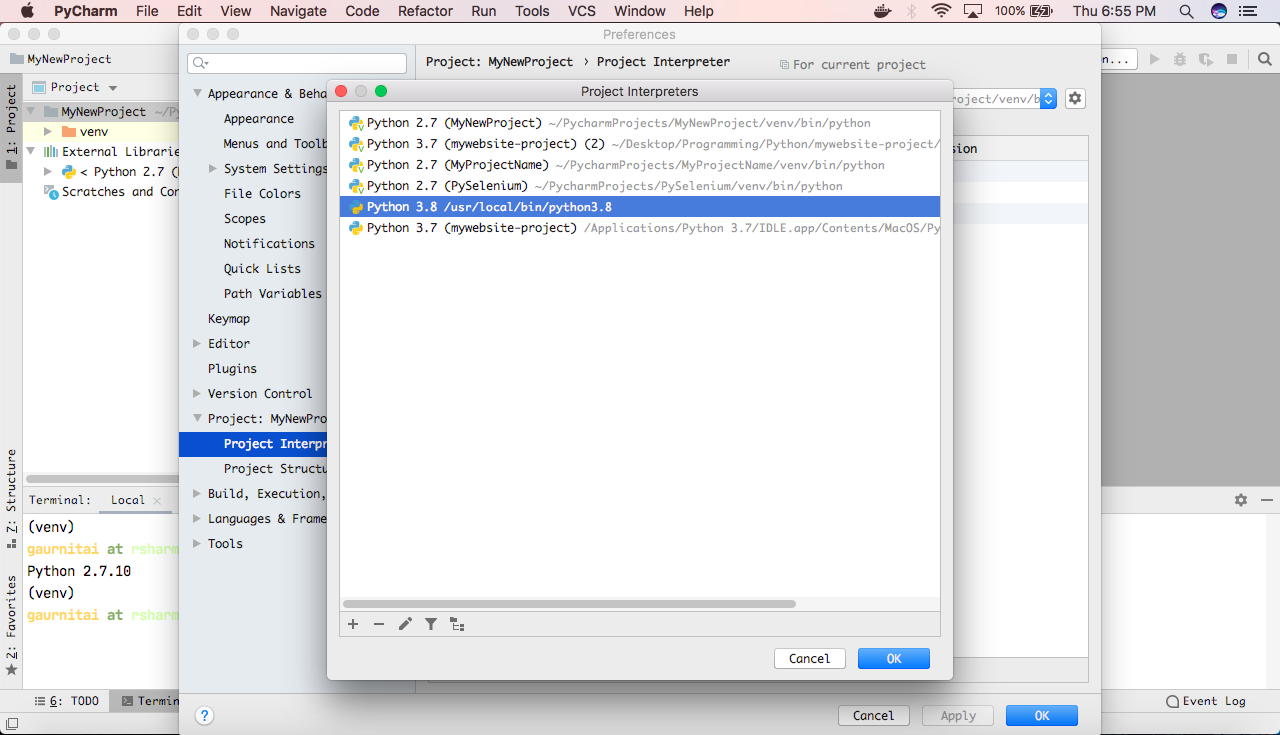 PyCharm File Edit View Navigate Code Refactor Run Tools VCS Window Help 100% Thu 6:55 PM
Preferences
MyNewProject
Project: MyNewProject › Project Interpreter
For current project
n...
1: Project
Project
MyNewProject ~/Py
venv
External Librarie
< Python 2.7 (
Scratches and Con
Z: Structure
2: Favorites
Appearance & Beha
Appearance
Menus and Toolb
System Settings
File Colors
Scopes
Notifications
Quick Lists
Path Variables
Keymap
Editor
Plugins
Version Control
Project: MyNewPro
Project Interpr
Project Structu
Build, Execution,
Languages & Frame
Tools
roject/venv/b
sion
Project Interpreters
Python 2.7 (MyNewProject) ~/PycharmProjects/MyNewProject/venv/bin/python
Python 3.7 (mywebsite-project) (2) ~/Desktop/Programming/Python/mywebsite-project/
Python 2.7 (MyProjectName) ~/PycharmProjects/MyProjectName/venv/bin/python
Python 2.7 (PySelenium) ~/PycharmProjects/PySelenium/venv/bin/python
Python 3.8 /usr/local/bin/python3.8
Python 3.7 (mywebsite-project) /Applications/Python 3.7/IDLE.app/Contents/MacOS/Py
Cancel OK
Terminal: Local
(venv)
gaurnitai at rsharm
Python 2.7.10
(venv)
gaurnitai at rsharm
6: TODO Termin
? Cancel Apply OK
Event Log